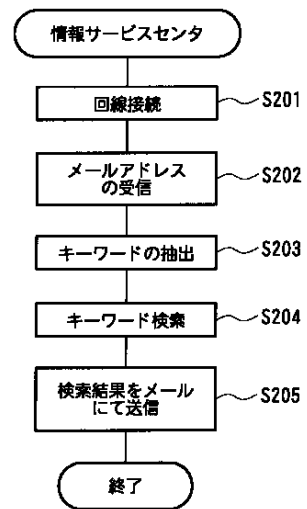 情報サービスセンタ
回線接続 S201
メールアドレス
の受信 S202
キーワードの抽出 S203
キーワード検索 S204
検索結果をメール
にて送信 S205
終了